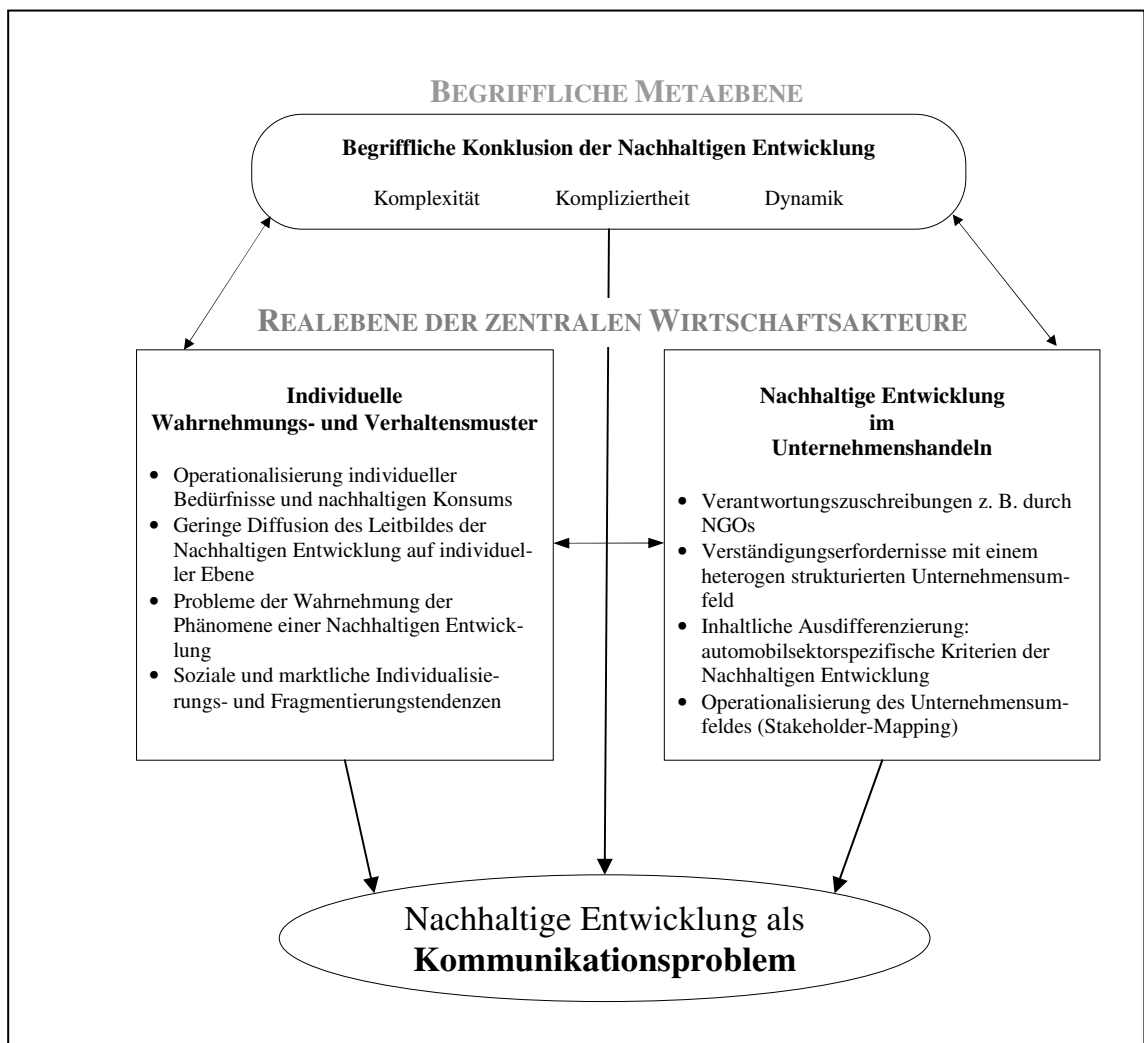 BEGRIFFLICHE METAEBENE
Begriffliche Konklusion der Nachhaltigen Entwicklung
Komplexität Kompliziertheit Dynamik
REALEBENE DER ZENTRALEN WIRTSCHAFTSAKTEURE
Individuelle
Wahrnehmungs- und Verhaltensmuster
• Operationalisierung individueller
Bedürfnisse und nachhaltigen Konsums
• Geringe Diffusion des Leitbildes der
Nachhaltigen Entwicklung auf individuel-
ler Ebene
• Probleme der Wahrnehmung der
Phänomene einer Nachhaltigen Entwick-
lung
• Soziale und marktliche Individualisie-
rungs- und Fragmentierungstendenzen
Nachhaltige Entwicklung
im
Unternehmenshandeln
• Verantwortungszuschreibungen z. B. durch
NGOs
• Verständigungserfordernisse mit einem
heterogen strukturierten Unternehmensum-
feld
• Inhaltliche Ausdifferenzierung:
automobilsektorspezifische Kriterien der
Nachhaltigen Entwicklung
• Operationalisierung des Unternehmensum-
feldes (Stakeholder-Mapping)
Nachhaltige Entwicklung als
Kommunikationsproblem